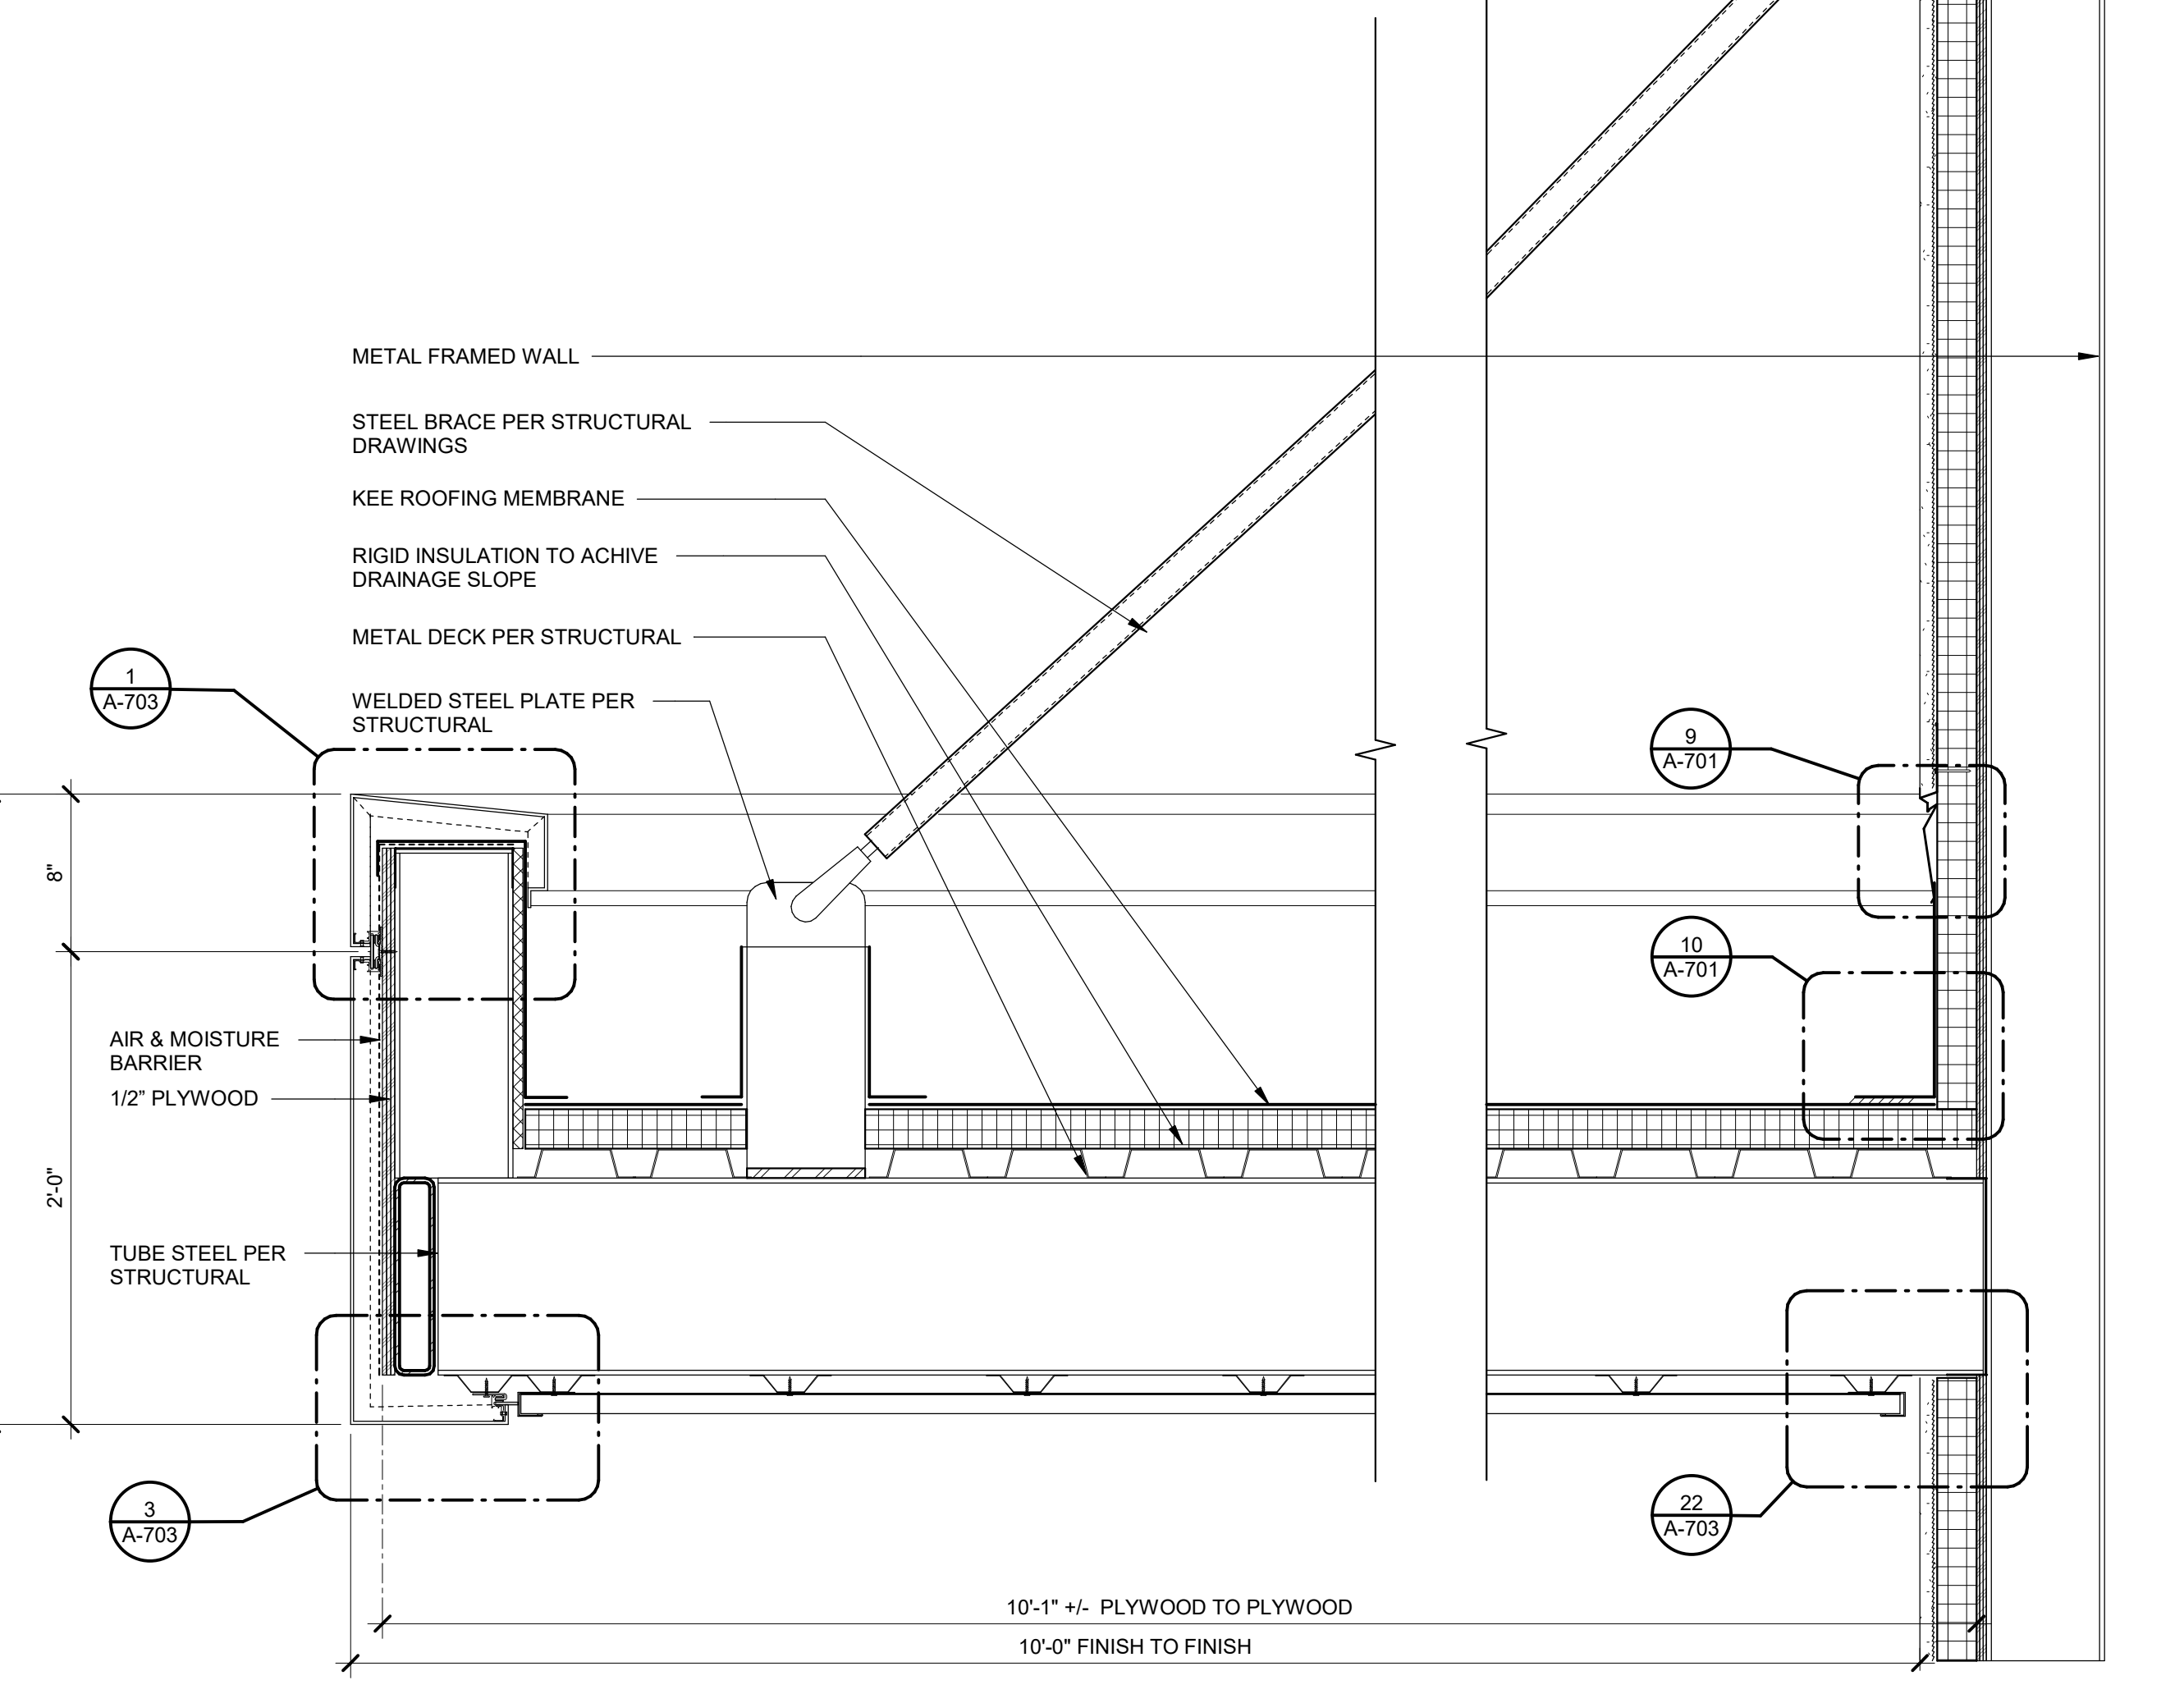 METAL FRAMED WALL
STEEL BRACE PER STRUCTURAL
DRAWINGS
KEE ROOFING MEMBRANE
RIGID INSULATION TO ACHIVE
DRAINAGE SLOPE
METAL DECK PER STRUCTURAL
WELDED STEEL PLATE PER
STRUCTURAL
1
A-703
9
A-701
8"
10
A-701
AIR & MOISTURE
BARRIER
1/2” PLYWOOD
2'-0"
TUBE STEEL PER
STRUCTURAL
3
A-703
22
A-703
10'-1" +/- PLYWOOD TO PLYWOOD
10'-0" FINISH TO FINISH